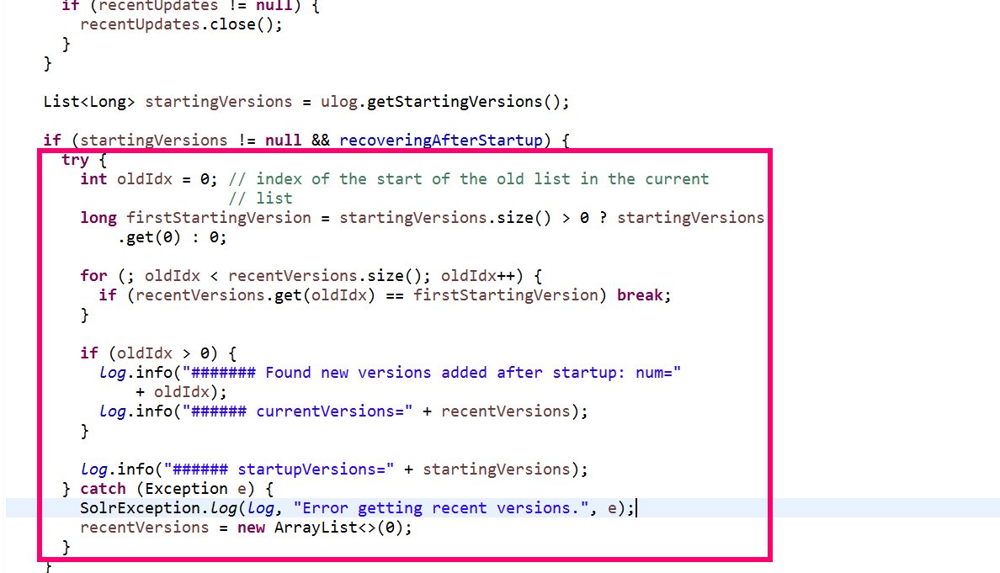 if (recentUpdates != null) {
recentUpdates.close();
}
}
List<Long> startingVersions = ulog.getStartingVersions();
if (startingVersions != null && recoveringAfterStartup) {
try {
int oldIdx = 0; // index of the start of the old list in the current
// list
long firstStartingVersion = startingVersions.size() > 0 ? startingVersions
.get(0) : 0;
for (; oldIdx < recentVersions.size(); oldIdx++) {
if (recentVersions.get(oldIdx) == firstStartingVersion) break;
}
if (oldIdx > 0) {
log.info("####### Found new versions added after startup: num="
+ oldIdx);
log.info("###### currentVersions=" + recentVersions);
}
log.info("###### startupVersions=" + startingVersions);
} catch (Exception e) {
SolrException.log(log, "Error getting recent versions.", e);
recentVersions = new ArrayList<>(0);
}
}